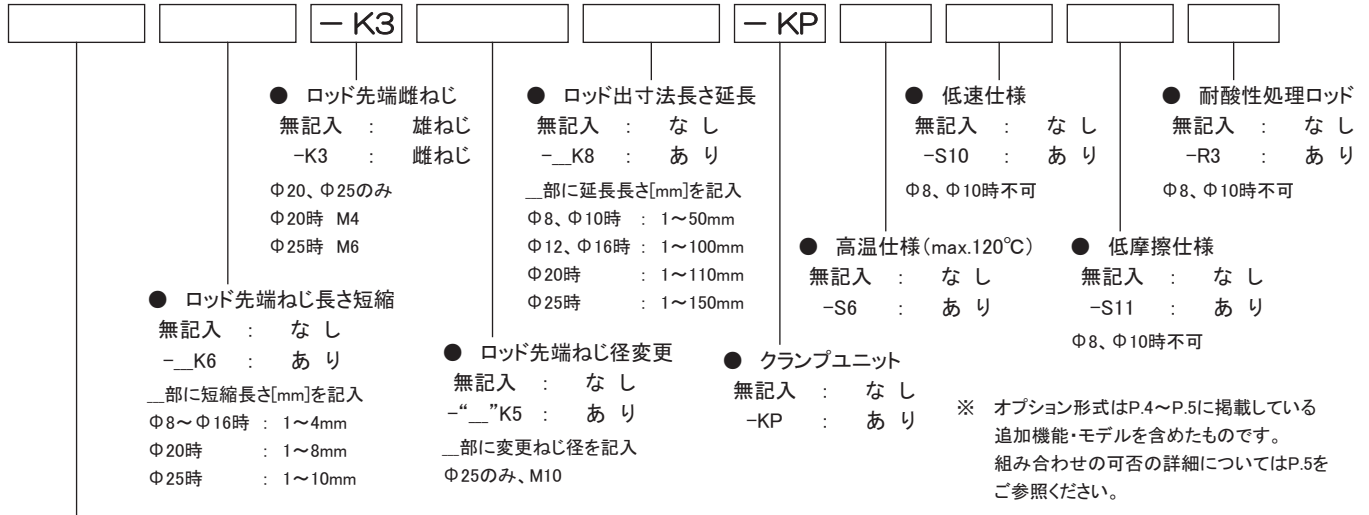 －K3
－KP
● ロッド先端雌ねじ
無記入 ： 雄ねじ
-K3 ： 雌ねじ
Φ20、Φ25のみ
Φ20時 M4
Φ25時 M6
● ロッド出寸法長さ延長
無記入 ： な し
-__K8 ： あ り
__部に延長長さ[mm]を記入
Φ8、Φ10時 ： 1～50mm
Φ12、Φ16時 ： 1～100mm
Φ20時 ： 1～110mm
Φ25時 ： 1～150mm
● 低速仕様
無記入 ： な し
-S10 ： あ り
Φ8、Φ10時不可
● 耐酸性処理ロッド
無記入 ： な し
-R3 ： あ り
Φ8、Φ10時不可
● ロッド先端ねじ長さ短縮
無記入 ： な し
-__K6 ： あ り
__部に短縮長さ[mm]を記入
Φ8～Φ16時 ： 1～4mm
Φ20時 ： 1～8mm
Φ25時 ： 1～10mm
● ロッド先端ねじ径変更
無記入 ： な し
-“__”K5 ： あ り
__部に変更ねじ径を記入
Φ25のみ、M10
● 高温仕様（max.120℃）
無記入 ： な し
-S6 ： あ り
● 低摩擦仕様
無記入 ： な し
-S11 ： あ り
Φ8、Φ10時不可
● クランプユニット
無記入 ： な し
-KP ： あ り
※ オプション形式はP.4～P.5に掲載している
追加機能・モデルを含めたものです。
組み合わせの可否の詳細についてはP.5を
ご参照ください。